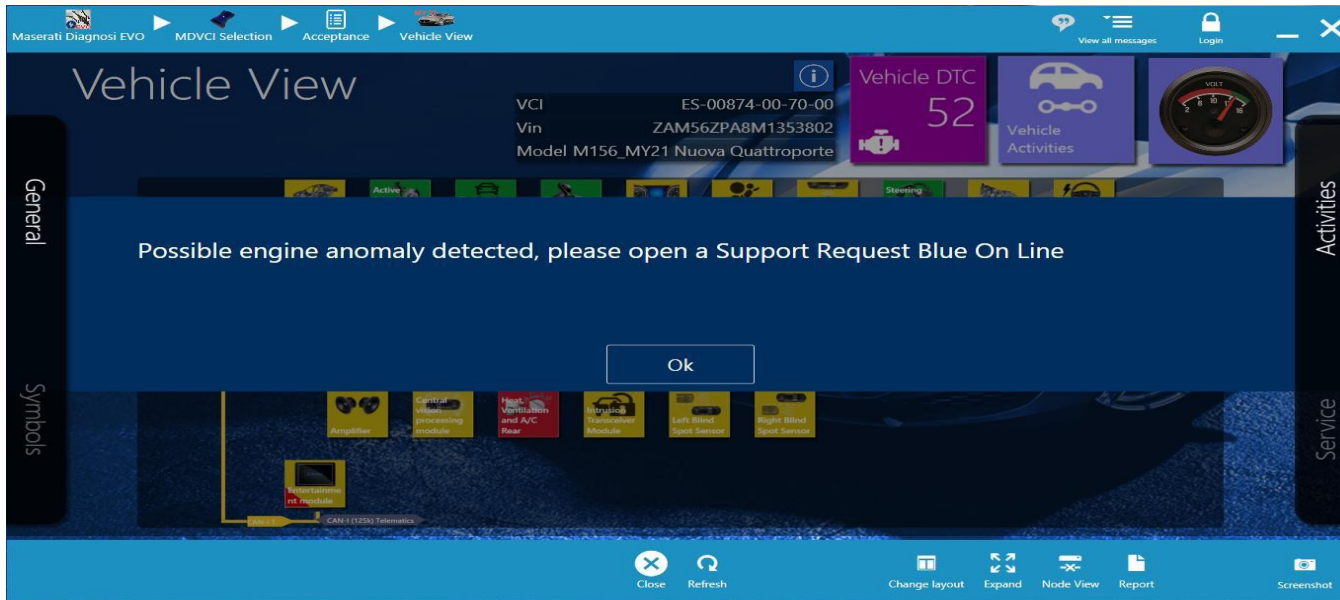 Maserati Diagnosi EVO
MDVCI Selection
Acceptance
Vehicle View
View all messages
Login
Vehicle View
VCI ES-00874-00-70-00
Vin ZAM56ZPA8M1353802
Model M156_MY21 Nuova Quattroporte
Vehicle DTC
52
Vehicle
Activities
VOLT
General
Symbols
Activities
Service
Active
Steering
Possible engine anomaly detected, please open a Support Request Blue On Line
Ok
Amplifier
Central
vision
processing
module
Heat,
Ventilation
and A/C
Rear
Intrusion
Transceiver
Module
Left Blind
Spot Sensor
Right Blind
Spot Sensor
Entertainme
nt module
CAN-I (125k) Telematics
Close
Refresh
Change layout
Expand
Node View
Report
Screenshot